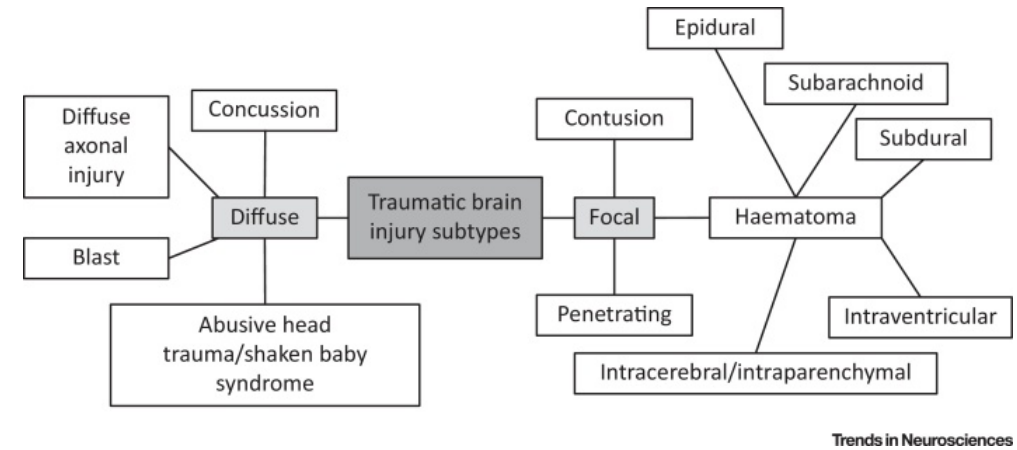 Epidural
Subarachnoid
Subdural
Diffuse
axonal
injury
Concussion
Contusion
Traumatic brain
injury subtypes
Diffuse
Focal
Haematoma
Blast
Penetrating
Intraventricular
Abusive head
trauma/shaken baby
syndrome
Intracerebral/intraparenchymal
Trends in Neurosciences